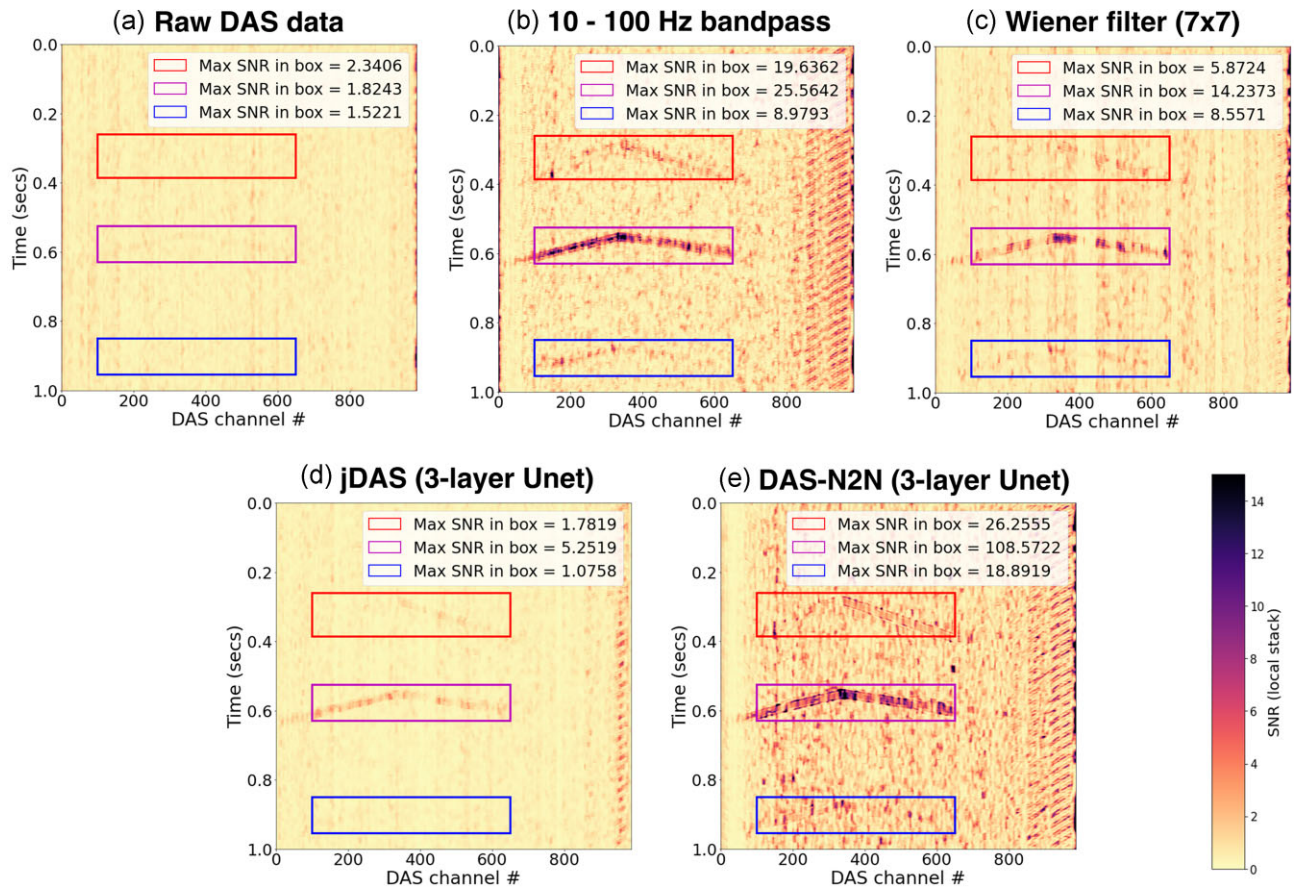 (a) Raw DAS data
0.0
0.2
0.4
0.6
0.8
1.0
Time (secs)
Max SNR in box = 2.3406
Max SNR in box = 1.8243
Max SNR in box = 1.5221
0 200 400 600 800
DAS channel #
(b) 10 - 100 Hz bandpass
0.0
0.2
0.4
0.6
0.8
1.0
Time (secs)
Max SNR in box = 19.6362
Max SNR in box = 25.5642
Max SNR in box = 8.9793
0 200 400 600 800
DAS channel #
(c) Wiener filter (7x7)
0.0
0.2
0.4
0.6
0.8
1.0
Time (secs)
Max SNR in box = 5.8724
Max SNR in box = 14.2373
Max SNR in box = 8.5571
0 200 400 600 800
DAS channel #
(d) jDAS (3-layer Unet)
0.0
0.2
0.4
0.6
0.8
1.0
Time (secs)
Max SNR in box = 1.7819
Max SNR in box = 5.2519
Max SNR in box = 1.0758
0 200 400 600 800
DAS channel #
(e) DAS-N2N (3-layer Unet)
0.0
0.2
0.4
0.6
0.8
1.0
Time (secs)
Max SNR in box = 26.2555
Max SNR in box = 108.5722
Max SNR in box = 18.8919
0 200 400 600 800
DAS channel #
14
12
10
8
6
4
2
0
SNR (local stack)